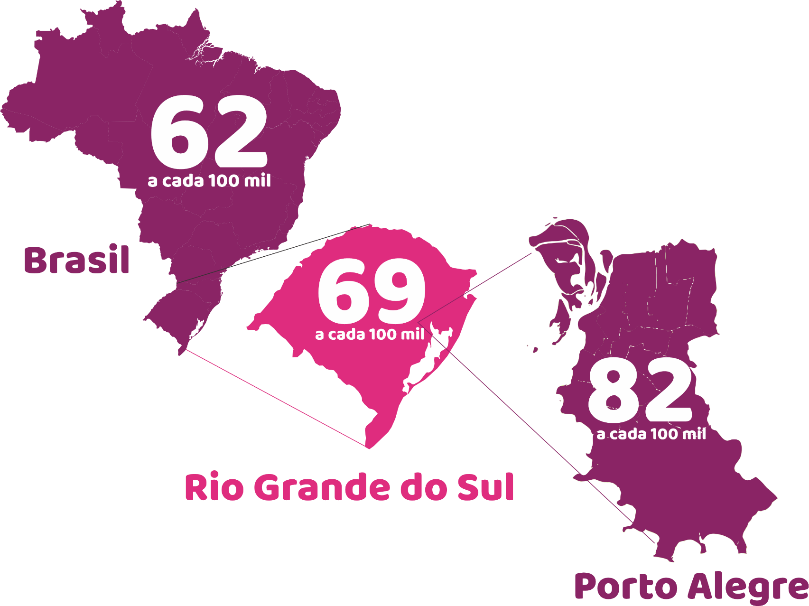 62
a cada 100 mil
Brasil
69
a cada 100 mil
Rio Grande do Sul
82
a cada 100 mil
Porto Alegre